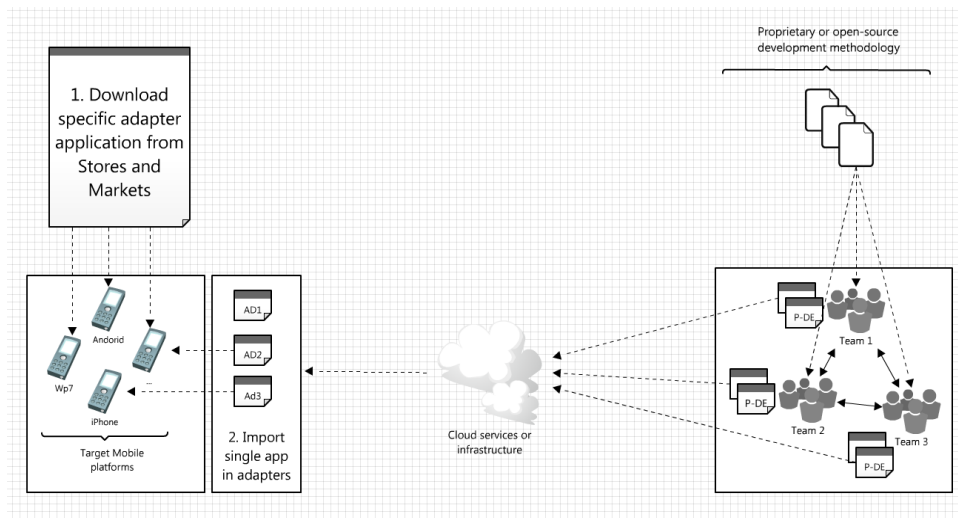 Proprietary or open-source
development methodology
1. Download
specific adapter
application from
Stores and
Markets
AD1
AD2
Ad3
Andorid
Wp7
...
iPhone
Target Mobile
platforms
2. Import
single app
in adapters
Cloud services or
infrastructure
P-DE
Team 1
P-DE
Team 2
Team 3
P-DE